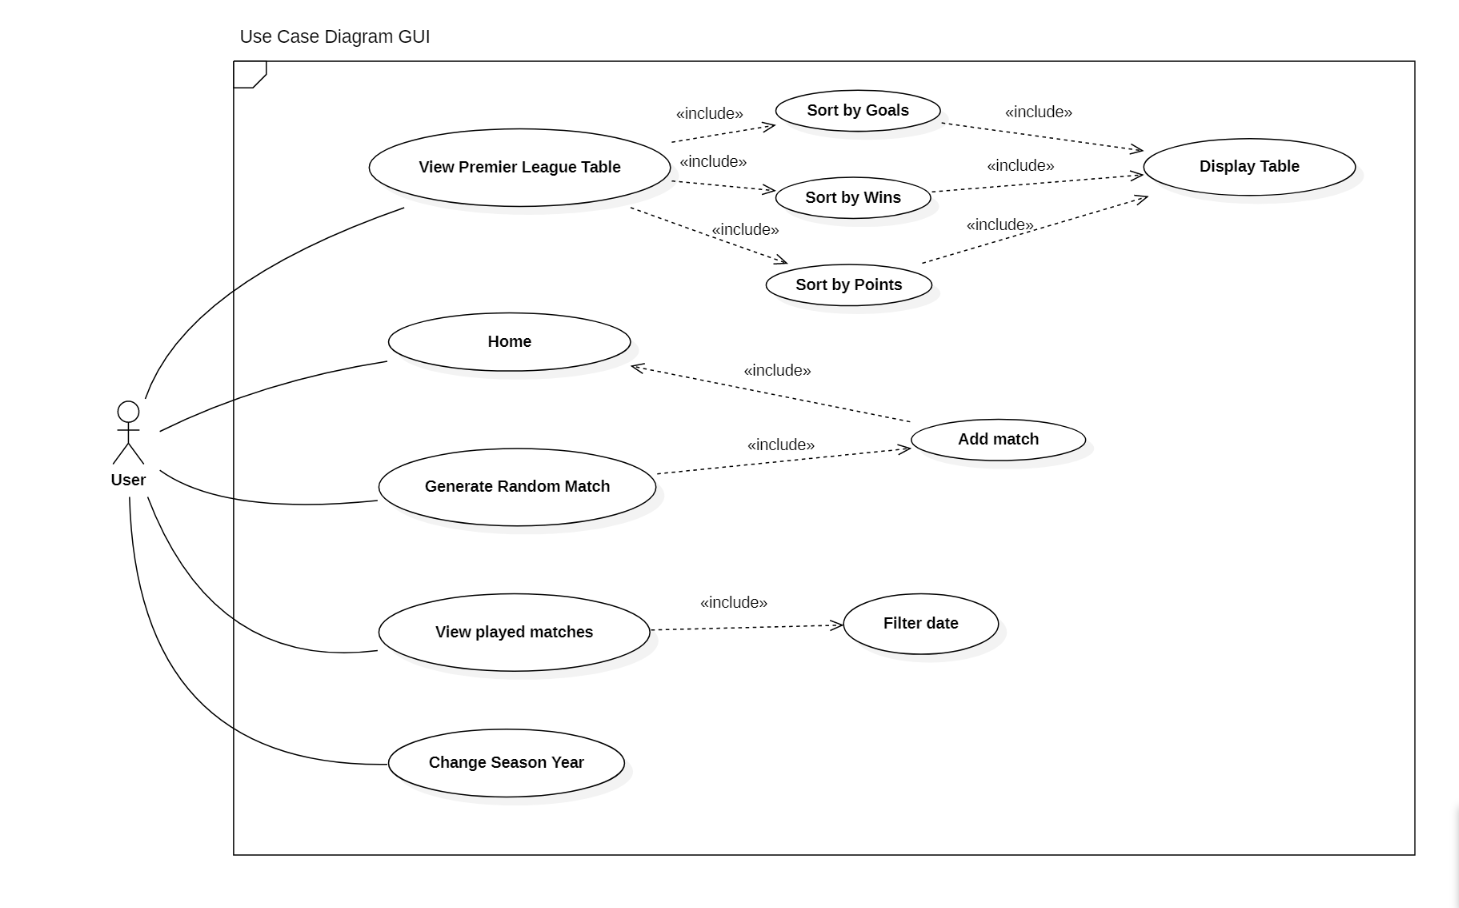 Use Case Diagram GUI
«include»
Sort by Goals
«include»
View Premier League Table
«include»
Sort by Wins
«include»
Display Table
«include»
Sort by Points
«include»
Home
«include»
Add match
User
Generate Random Match
«include»
View played matches
«include»
Filter date
Change Season Year